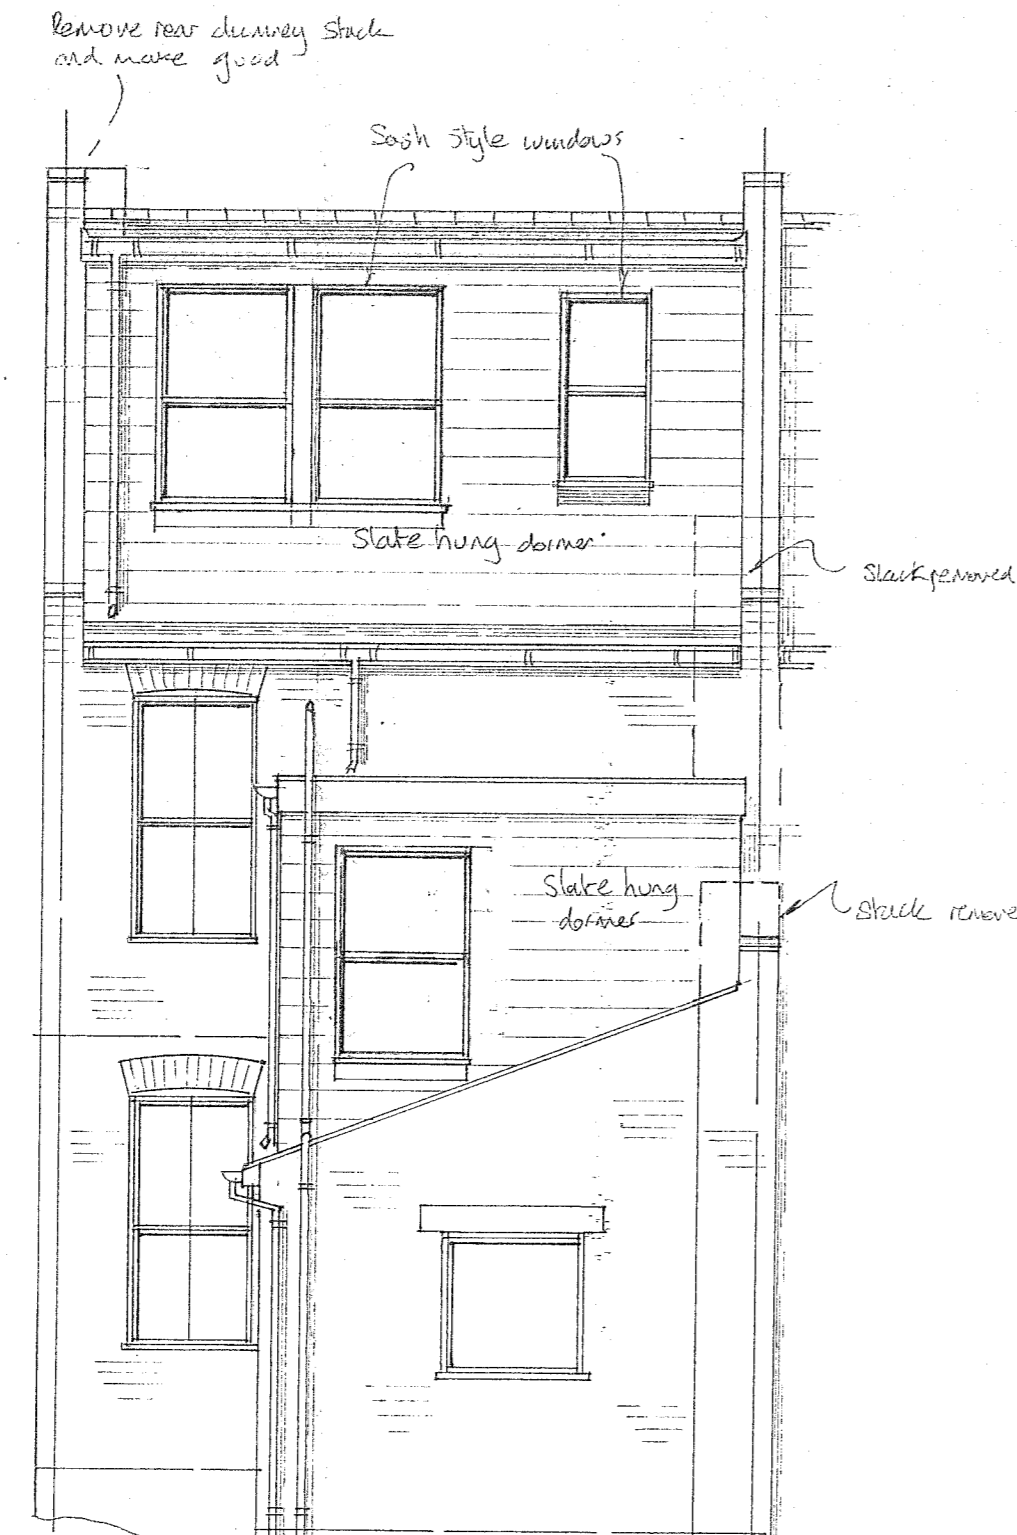 Remove rear chimney stack
and make good
Sash style windows
Slate hung dormer
Stack removed
Slate hung
dormer
Stack remove